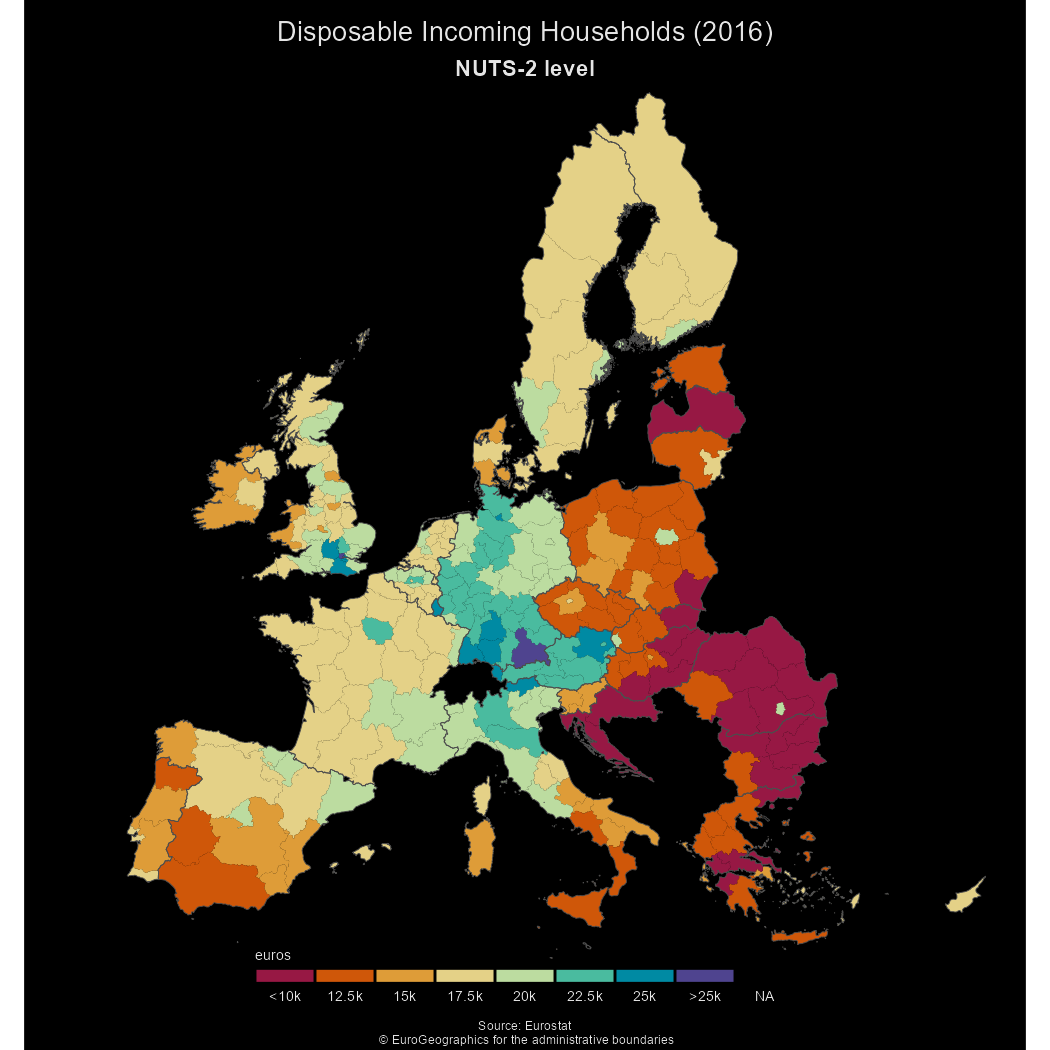 Disposable Incoming Households (2016)
NUTS-2 level
euros
<10k 12.5k 15k 17.5k 20k 22.5k 25k >25k NA
Source: Eurostat
© EuroGeographics for the administrative boundaries